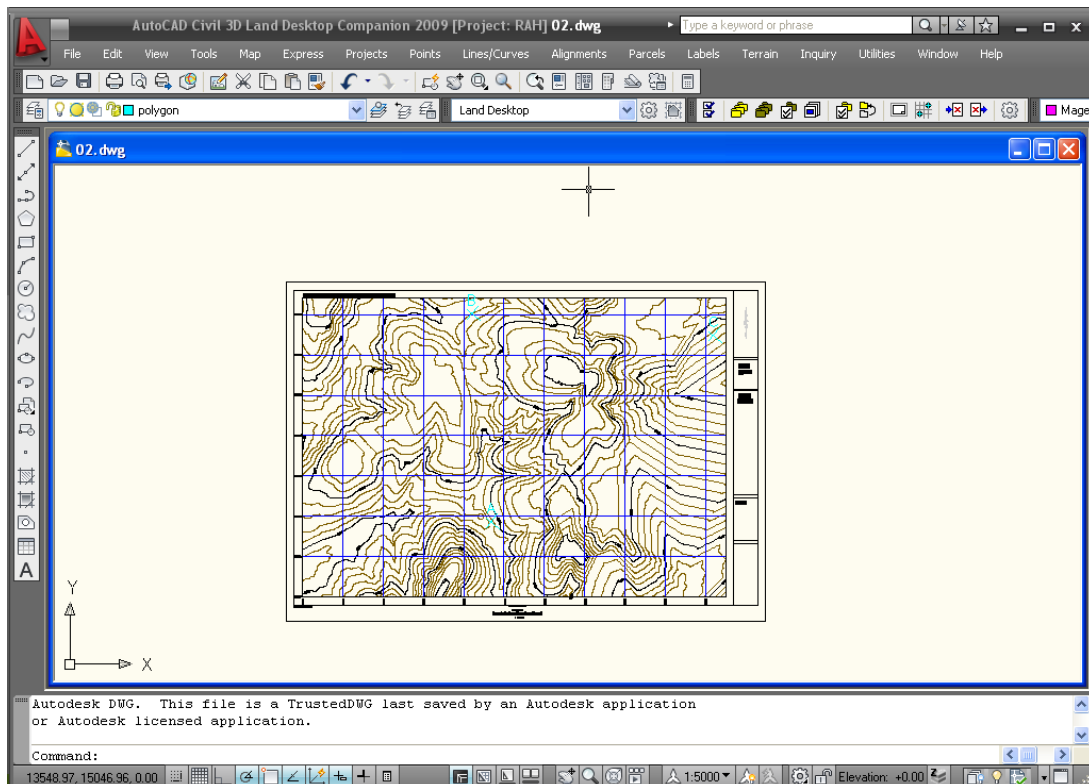 AutoCAD Civil 3D Land Desktop Companion 2009 [Project: RAH] 02.dwg
Type a keyword or phrase
File Edit View Tools Map Express Projects Points Lines/Curves Alignments Parcels Labels Terrain Inquiry Utilities Window Help
polygon
Land Desktop
Mage
02.dwg
B
A
Y
X
A
Autodesk DWG.  This file is a TrustedDWG last saved by an Autodesk application
or Autodesk licensed application.
Command:
13548.97, 15046.96, 0.00
1:5000
Elevation: +0.00